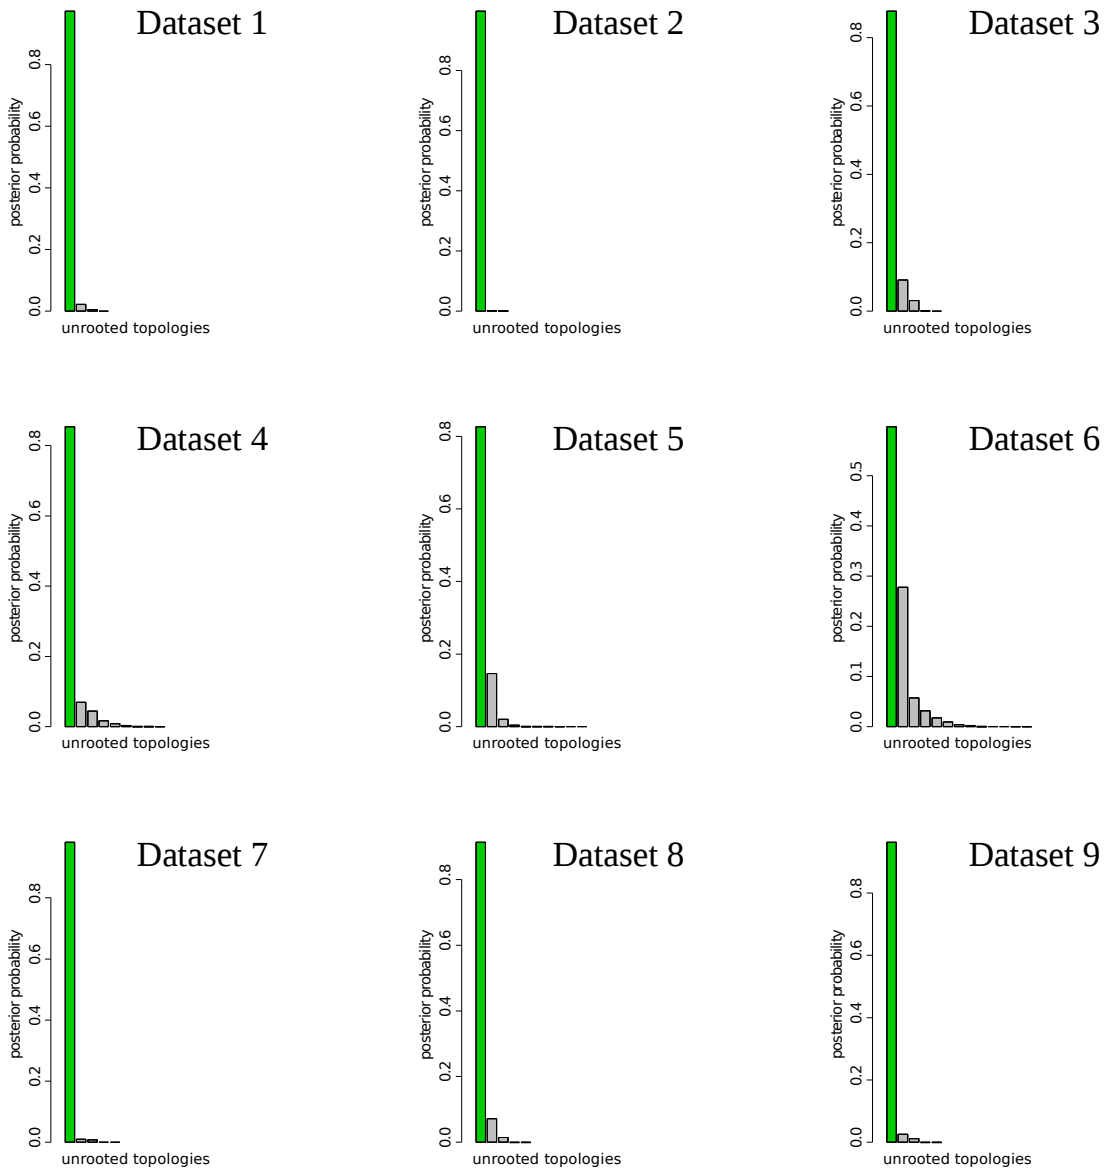 Dataset 1
posterior probability
0.0 0.2 0.4 0.6 0.8
unrooted topologies
Dataset 2
posterior probability
0.0 0.2 0.4 0.6 0.8
unrooted topologies
Dataset 3
posterior probability
0.0 0.2 0.4 0.6 0.8
unrooted topologies
Dataset 4
posterior probability
0.0 0.2 0.4 0.6 0.8
unrooted topologies
Dataset 5
posterior probability
0.0 0.2 0.4 0.6 0.8
unrooted topologies
Dataset 6
posterior probability
0.0 0.1 0.2 0.3 0.4 0.5
unrooted topologies
Dataset 7
posterior probability
0.0 0.2 0.4 0.6 0.8
unrooted topologies
Dataset 8
posterior probability
0.0 0.2 0.4 0.6 0.8
unrooted topologies
Dataset 9
posterior probability
0.0 0.2 0.4 0.6 0.8
unrooted topologies